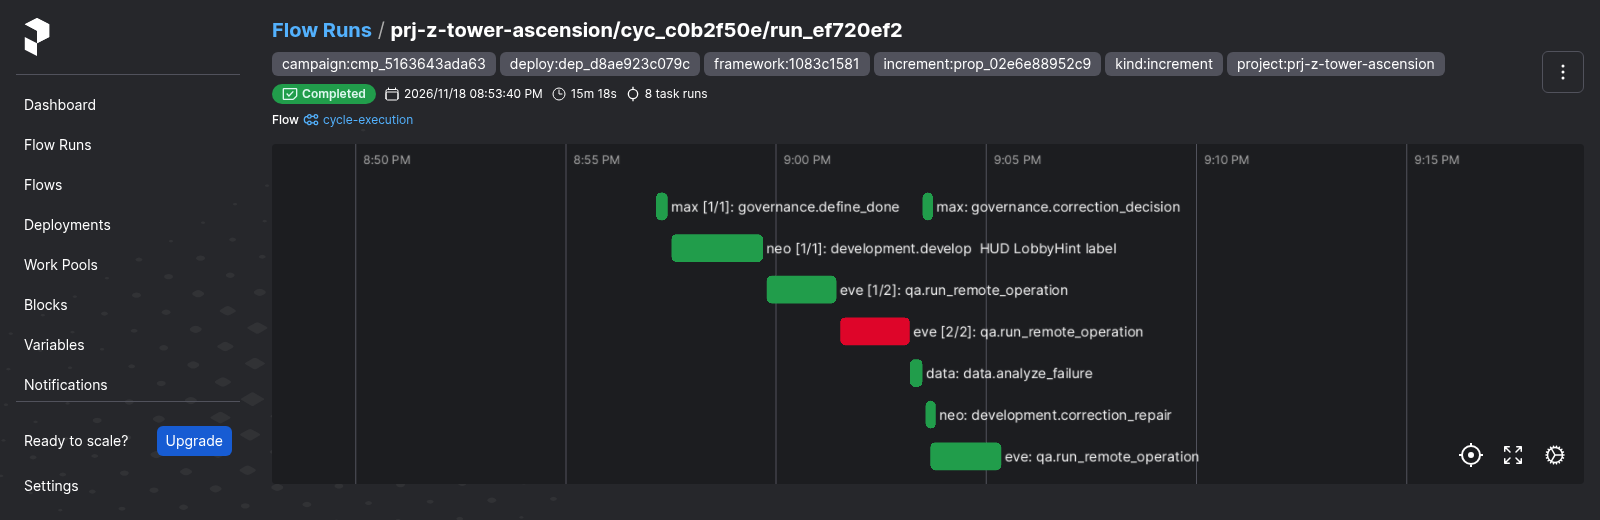 Flow Runs / prj-z-tower-ascension/cyc_c0b2f50e/run_ef720ef2
campaign:cmp_5163643ada63 deploy:dep_d8ae923c079c framework:1083c1581 increment:prop_02e6e88952c9 kind:increment project:prj-z-tower-ascension
Completed 2026/11/18 08:53:40 PM 15m 18s 8 task runs
Flow cycle-execution
Dashboard
Flow Runs
Flows
Deployments
Work Pools
Blocks
Variables
Notifications
Ready to scale? Upgrade
Settings
8:50 PM 8:55 PM 9:00 PM 9:05 PM 9:10 PM 9:15 PM
max [1/1]: governance.define_done max: governance.correction_decision
neo [1/1]: development.develop HUD LobbyHint label
eve [1/2]: qa.run_remote_operation
eve [2/2]: qa.run_remote_operation
data: data.analyze_failure
neo: development.correction_repair
eve: qa.run_remote_operation